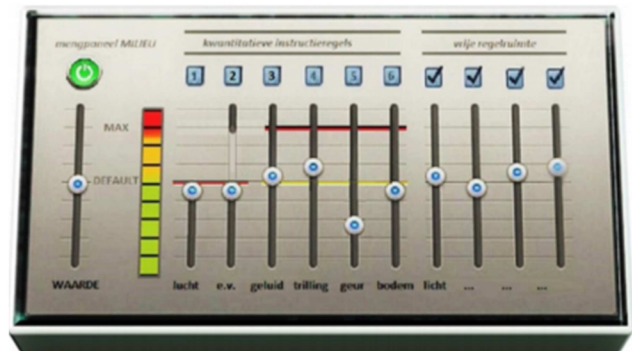 mengpaneel MILIEU
kwantitatieve instructieregels
vrije regelruimte
1 2 3 4 5 6
MAX
DEFAULT
WAARDE
lucht e.v. geluid trilling geur bodem licht ... ... ...